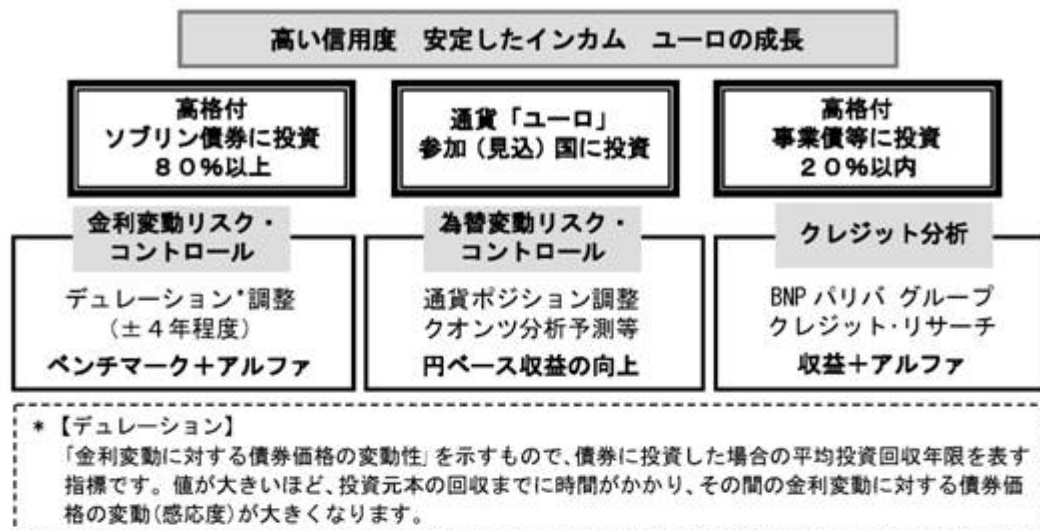 高い信用度 安定したインカム ユーロの成長
高格付
ソブリン債券に投資
80%以上
通貨「ユーロ」
参加(見込)国に投資
高格付
事業債等に投資
20%以内
金利変動リスク・
コントロール
デュレーション*調整
(±4年程度)
ベンチマーク+アルファ
為替変動リスク・
コントロール
通貨ポジション調整
クオンツ分析予測等
円ベース収益の向上
クレジット分析
BNP パリバ グループ
クレジット・リサーチ
収益+アルファ
*【デュレーション】
「金利変動に対する債券価格の変動性」を示すもので、債券に投資した場合の平均投資回収年限を表す
指標です。値が大きいほど、投資元本の回収までに時間がかかり、その間の金利変動に対する債券価
格の変動(感応度)が大きくなります。